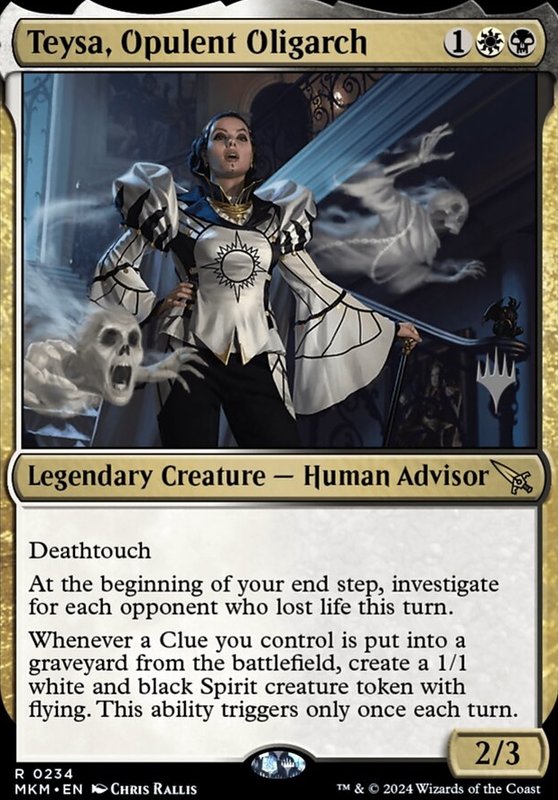 Teysa, Opulent Oligarch 1
Legendary Creature — Human Advisor
Deathtouch
At the beginning of your end step, investigate
for each opponent who lost life this turn.
Whenever a Clue you control is put into a
graveyard from the battlefield, create a 1/1
white and black Spirit creature token with
flying. This ability triggers only once each turn.
2/3
R 0234
MKM • EN Chris Rallis ™ & © 2024 Wizards of the Coast